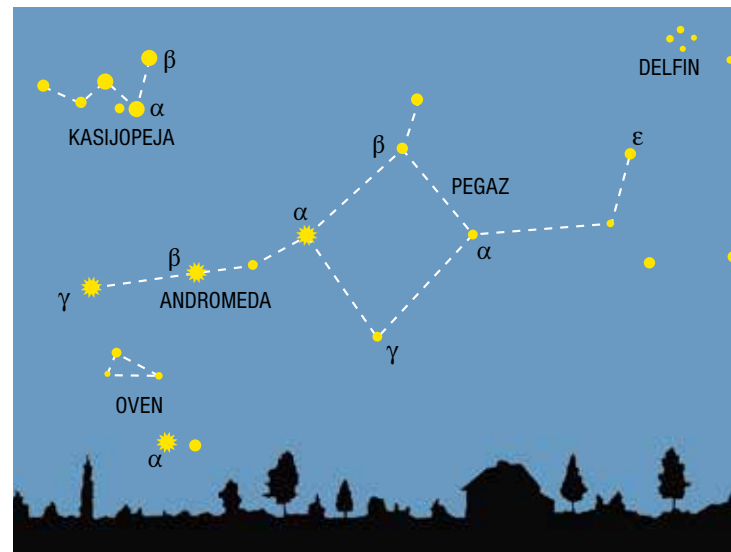 β
DELFIN
α
KASIJOPEJA
ε
β
PEGAZ
α
α
β
ANDROMEDA
γ
γ
OVEN
α